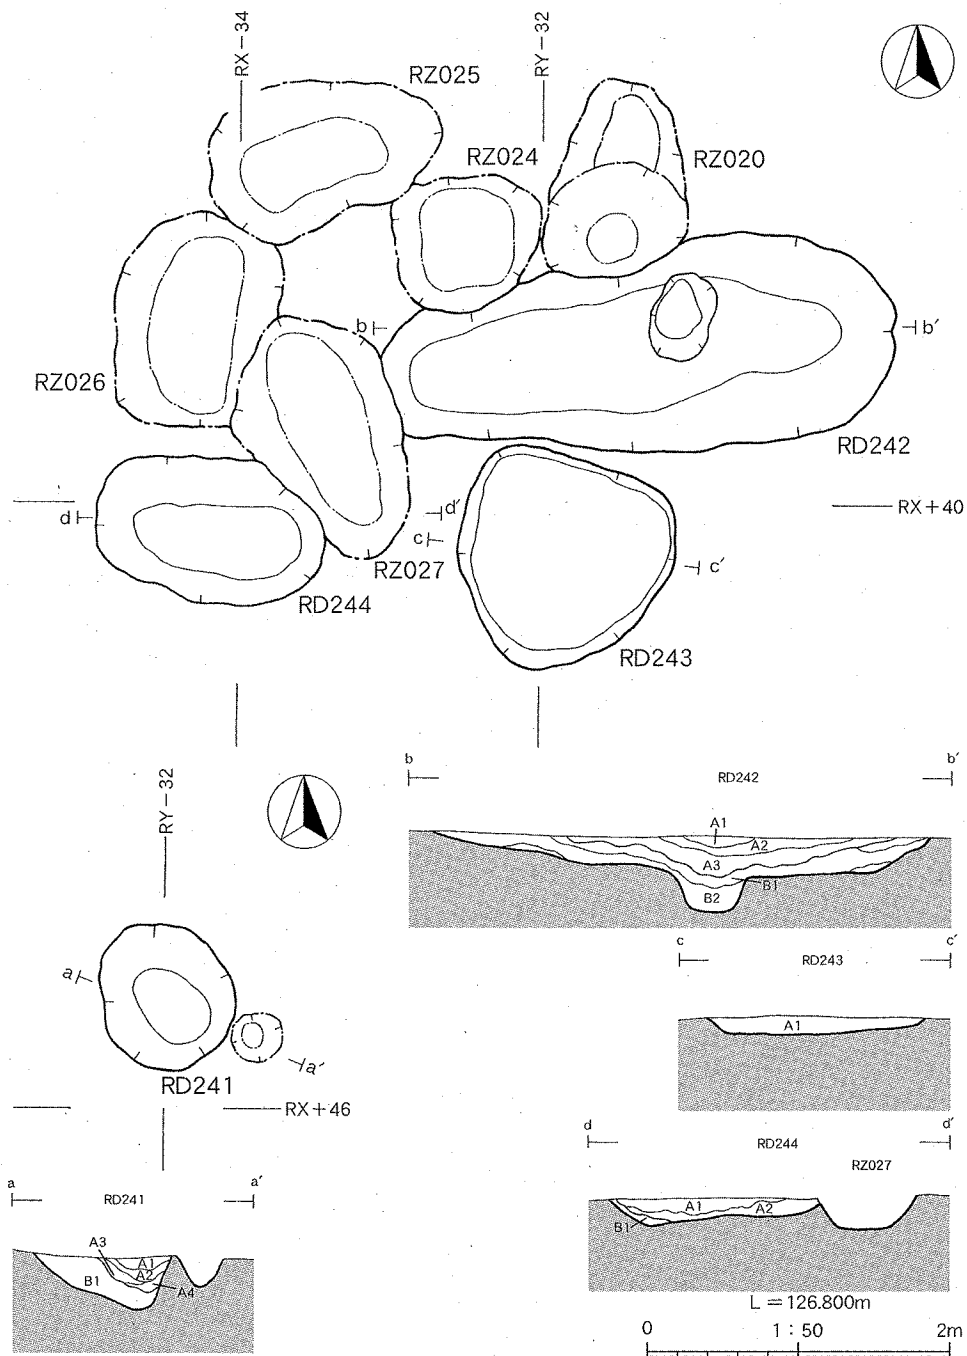 RX−34
RY−32
RZ025
RZ024
RZ020
b
b′
RZ026
RD242
d
d′
RX+40
c
c′
RZ027
RD244
RD243
b
b′
RD242
A1
A2
A3
B1
B2
RY−32
a
a′
RD241
RX+46
c
c′
RD243
A1
d
d′
RD244
RZ027
A1
A2
B1
a
a′
RD241
A3
A1
A2
B1
A4
L=126.800m
0
1:50
2m